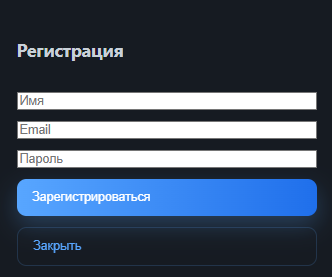 Регистрация
Имя
Email
Пароль
Зарегистрироваться
Закрыть